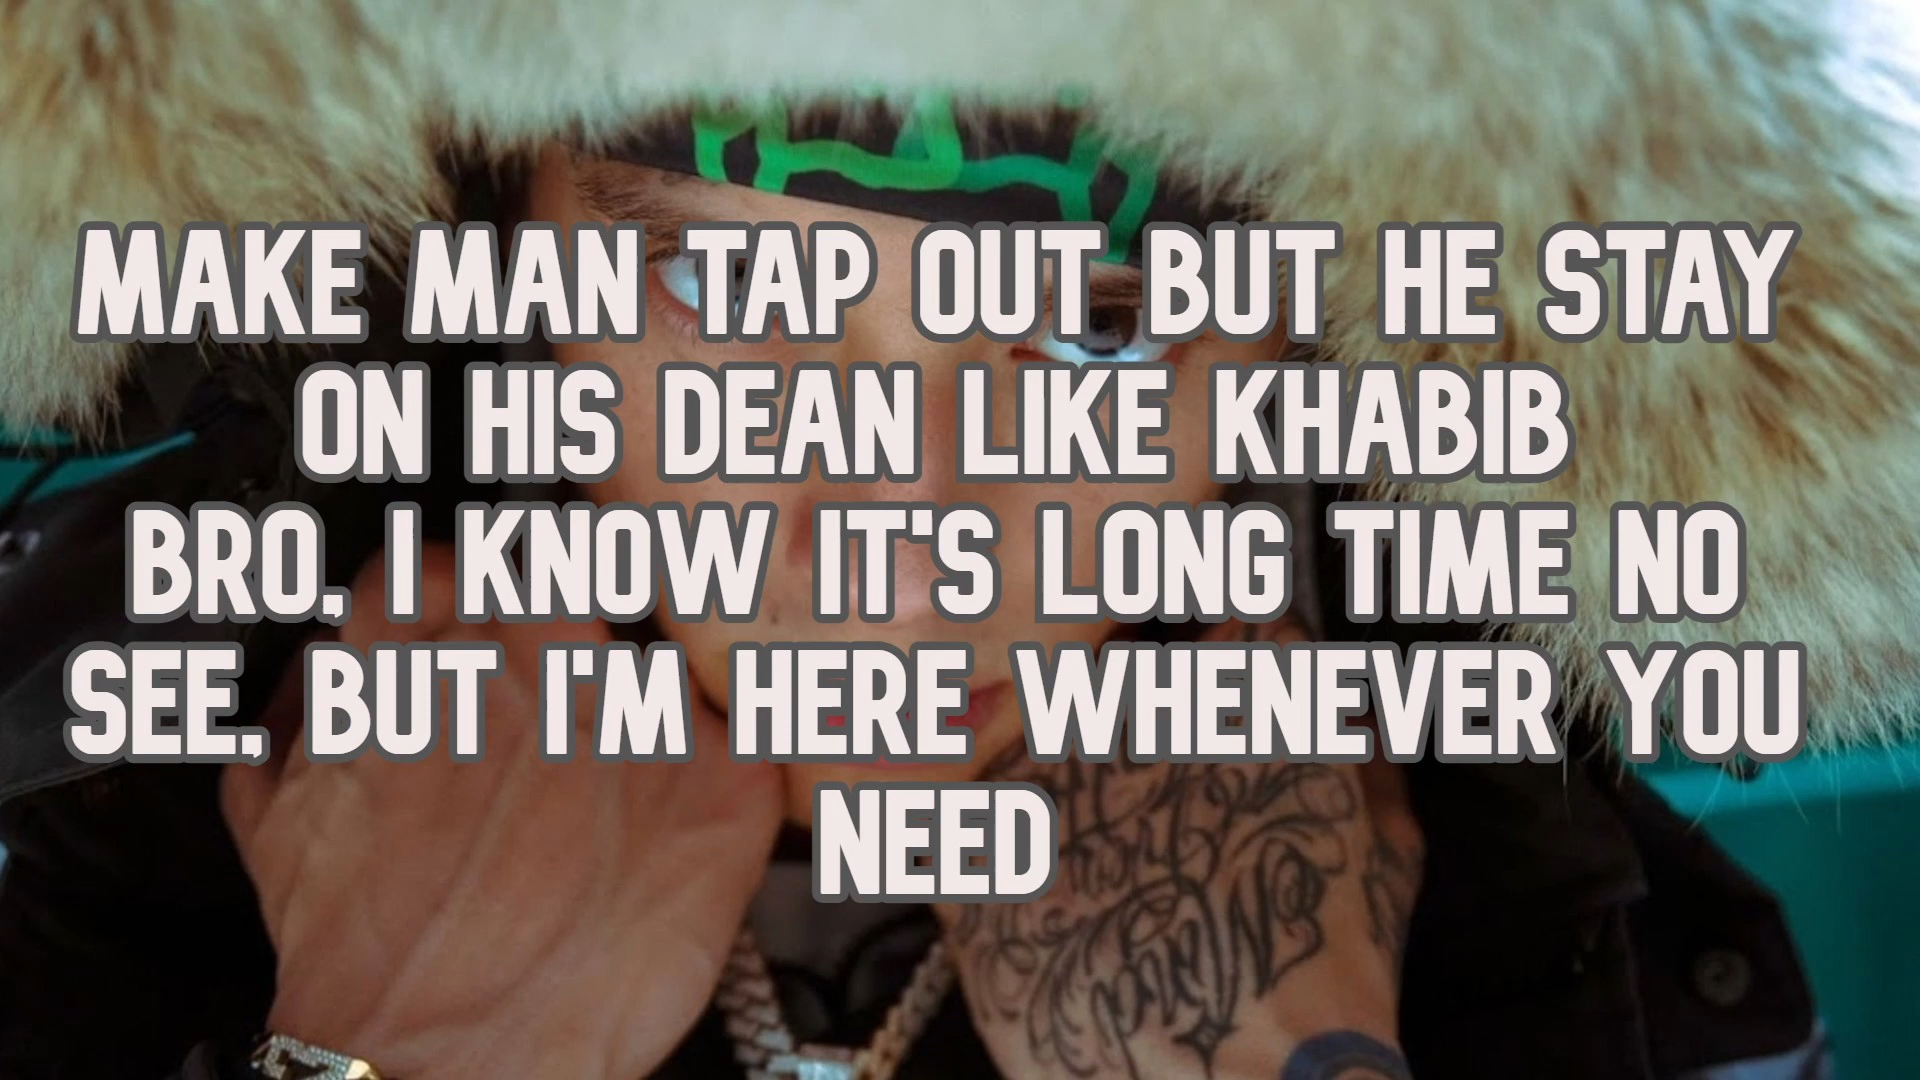 MAKE MAN TAP OUT BUT HE STAY
ON HIS DEAN LIKE KHABIB
BRO, I KNOW IT'S LONG TIME NO
SEE, BUT I'M HERE WHENEVER YOU
NEED